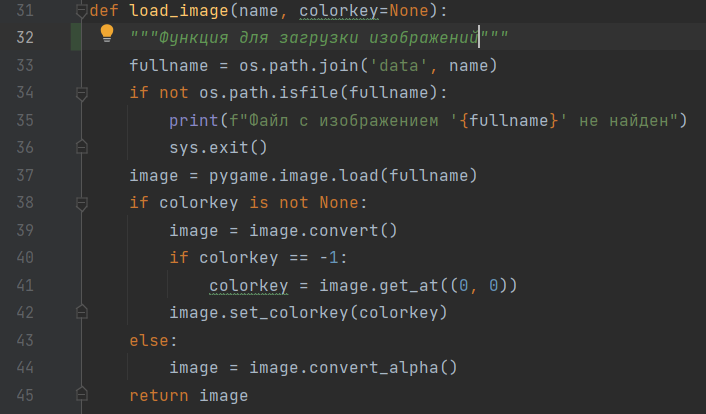 31 def load_image(name, colorkey=None):
32 """Функция для загрузки изображений"""
33 fullname = os.path.join('data', name)
34 if not os.path.isfile(fullname):
35 print(f"Файл с изображением '{fullname}' не найден")
36 sys.exit()
37 image = pygame.image.load(fullname)
38 if colorkey is not None:
39 image = image.convert()
40 if colorkey == -1:
41 colorkey = image.get_at((0, 0))
42 image.set_colorkey(colorkey)
43 else:
44 image = image.convert_alpha()
45 return image